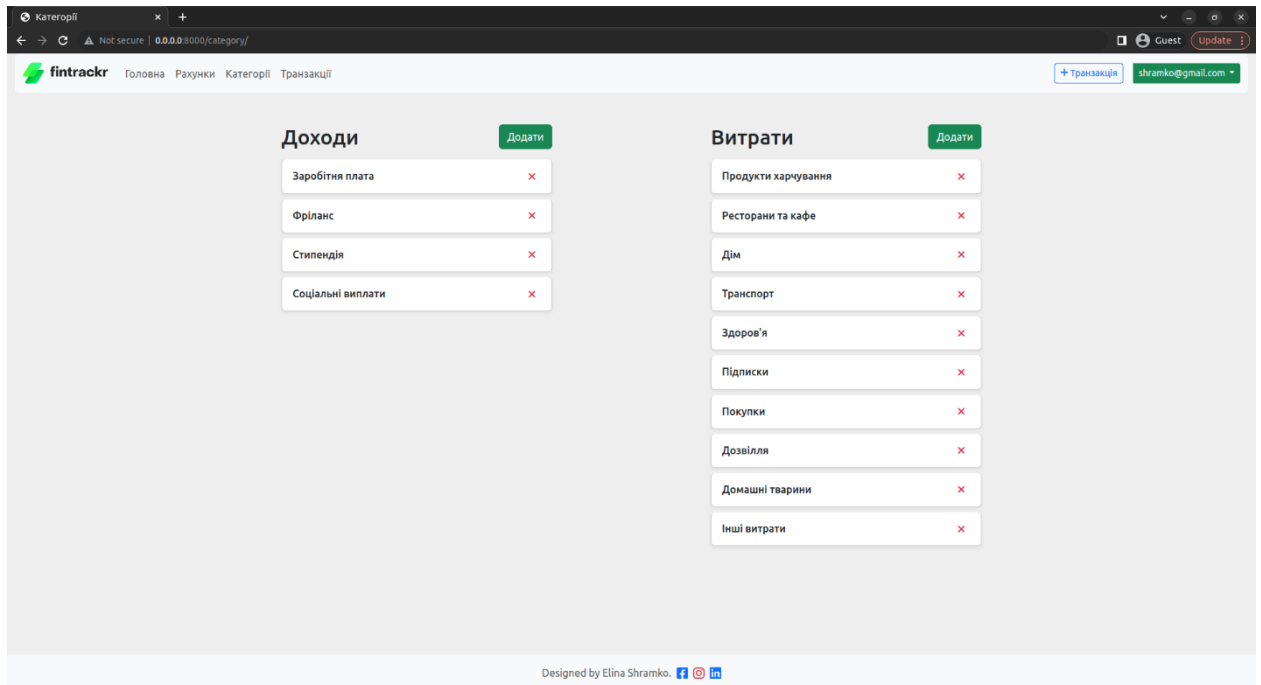 Категорії
Not secure | 0.0.0.0:8000/category/
Guest
Update
fintrackr
Головна Рахунки Категорії Транзакції
+ Транзакція
shramko@gmail.com
Доходи
Додати
Заробітня плата
Фріланс
Стипендія
Соціальні виплати
Витрати
Додати
Продукти харчування
Ресторани та кафе
Дім
Транспорт
Здоров'я
Підписки
Покупки
Дозвілля
Домашні тварини
Інші витрати
Designed by Elina Shramko.